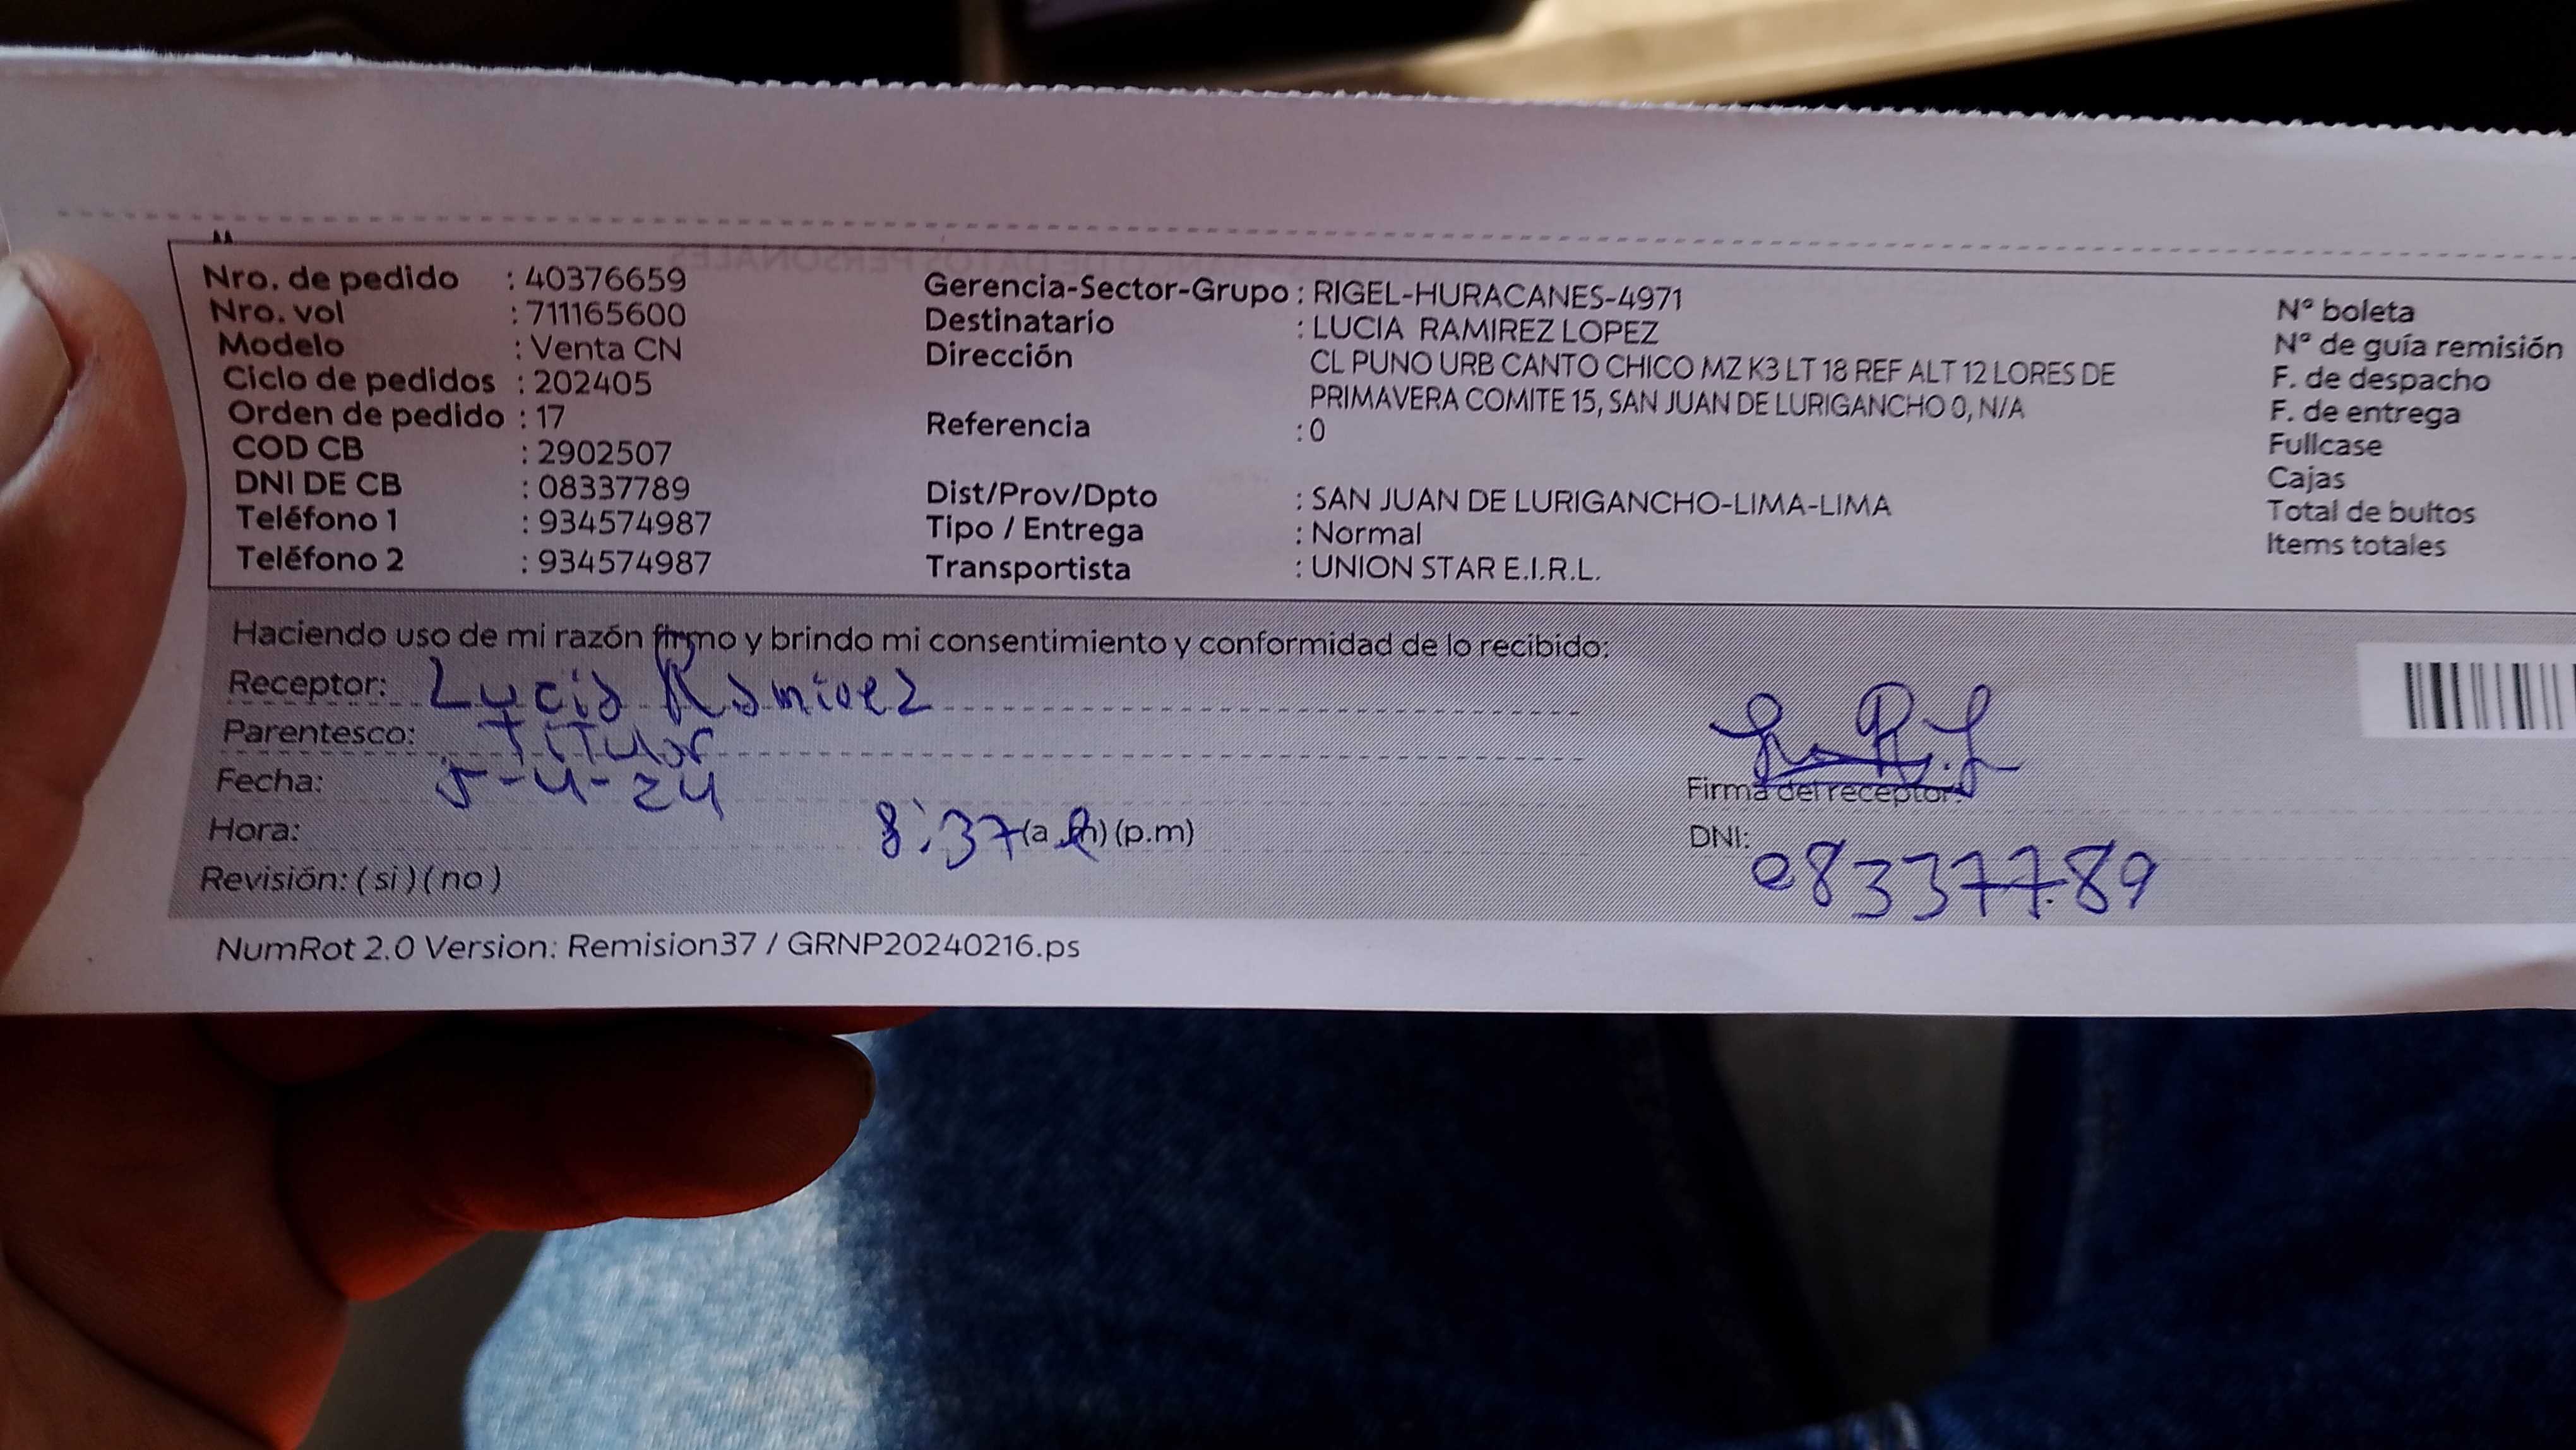 Nro. de pedido : 40376659
Nro. vol : 711165600
Modelo : Venta CN
Ciclo de pedidos : 202405
Orden de pedido : 17
COD CB : 2902507
DNI DE CB : 08337789
Teléfono 1 : 934574987
Teléfono 2 : 934574987
Gerencia-Sector-Grupo : RIGEL-HURACANES-4971
Destinatario : LUCIA RAMIREZ LOPEZ
Dirección CL PUNO URB CANTO CHICO MZ K3 LT 18 REF ALT 12 LORES DE
PRIMAVERA COMITE 15, SAN JUAN DE LURIGANCHO 0, N/A
Referencia : 0
Dist/Prov/Dpto : SAN JUAN DE LURIGANCHO-LIMA-LIMA
Tipo / Entrega : Normal
Transportista : UNION STAR E.I.R.L.
N° boleta
N° de guía remisión
F. de despacho
F. de entrega
Fullcase
Cajas
Total de bultos
Items totales
Haciendo uso de mi razón firmo y brindo mi consentimiento y conformidad de lo recibido:
Receptor: Lucia Ramirez
Parentesco: Titular
Fecha: 5-4-24
Hora: 8:37 (a.m) (p.m)
Revisión: (si) (no)
Firma del receptor:
DNI: 08337789
NumRot 2.0 Version: Remision37 / GRNP20240216.ps